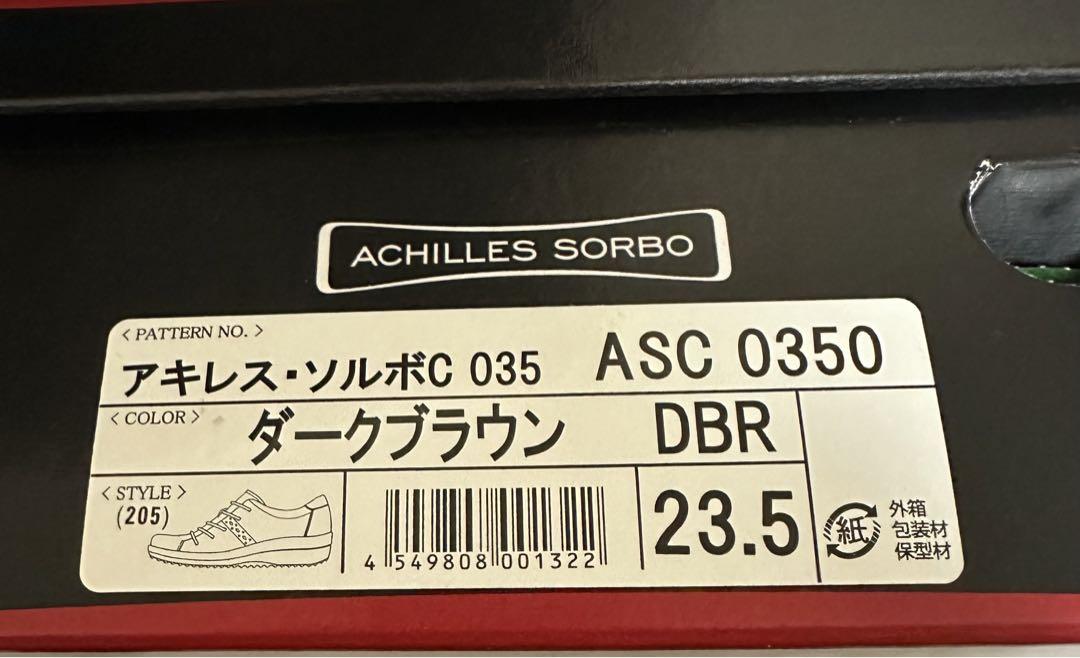 ACHILLES SORBO
< PATTERN NO. >
アキレス・ソルボC 035 ASC 0350
< COLOR >
ダークブラウン DBR
< STYLE >
(205)
4 549808 001322
23.5
紙
外箱
包装材
保型材